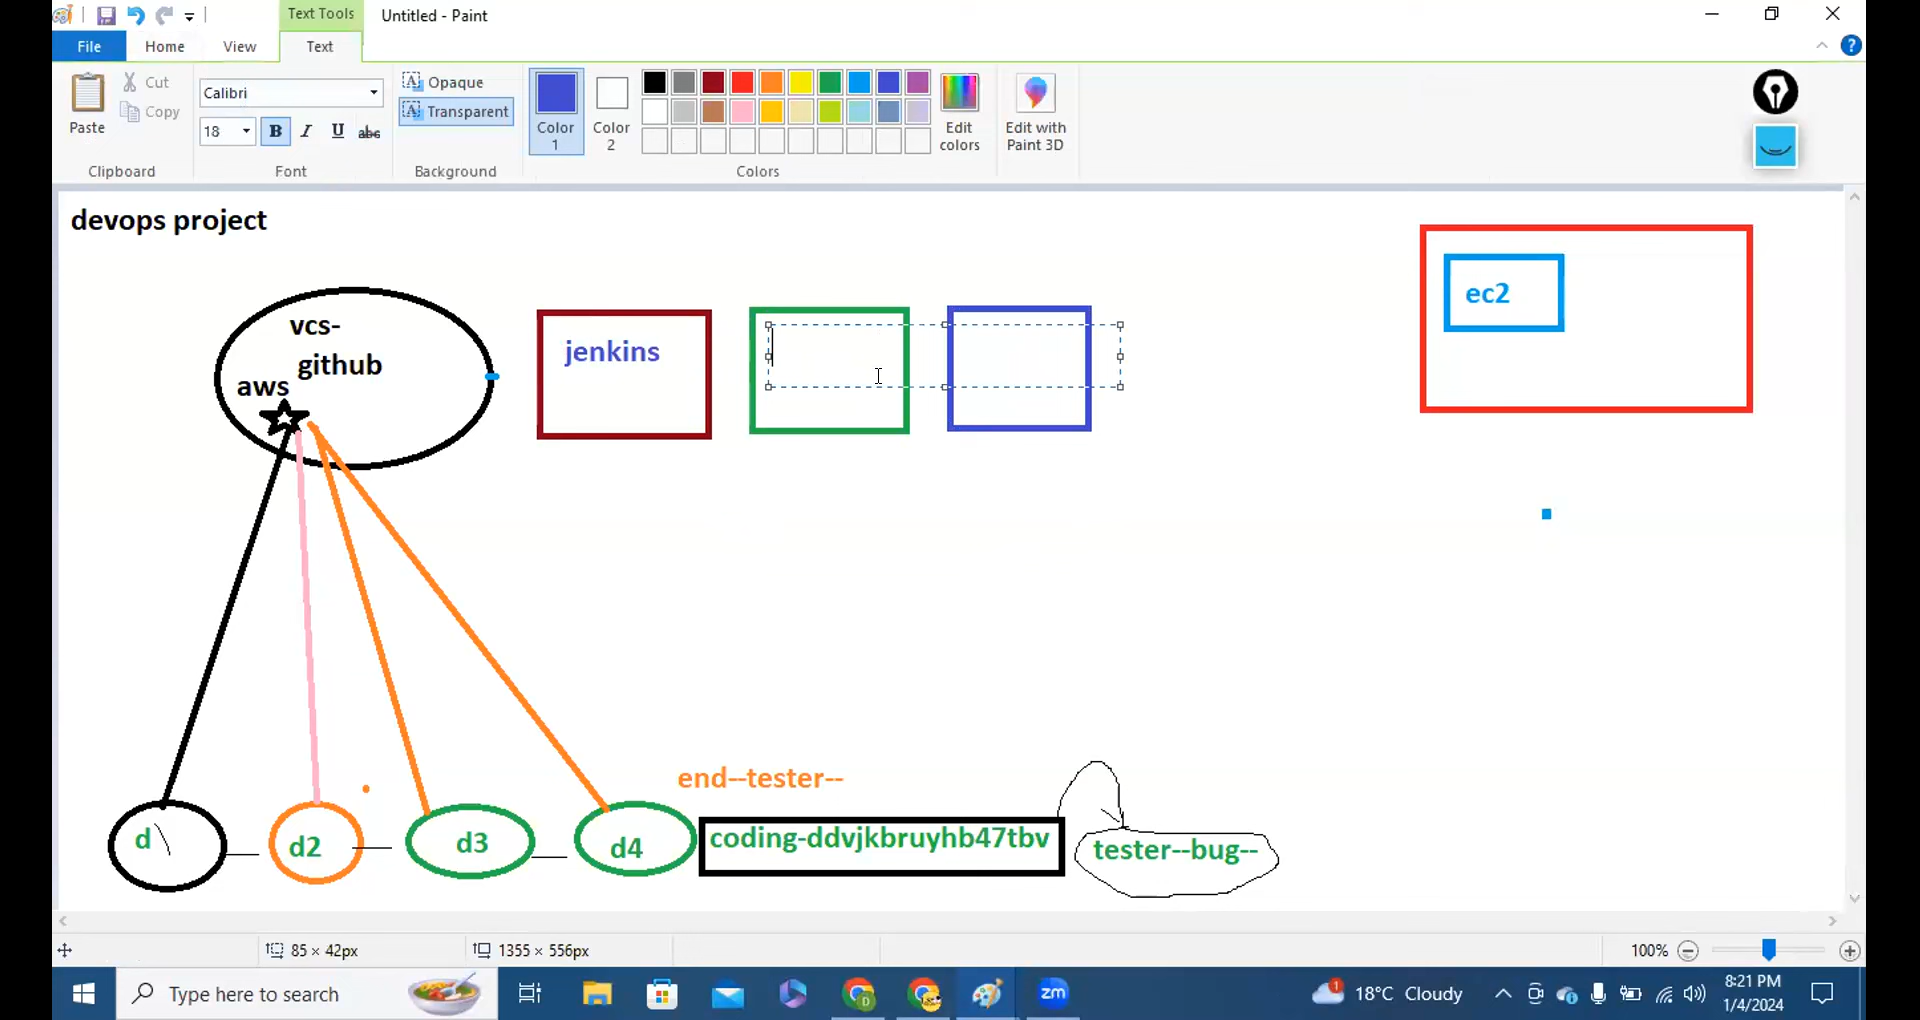 Text Tools
Untitled - Paint
File
Home
View
Text
Paste
Cut
Copy
Clipboard
Calibri
18
B
I
U
abc
Font
Opaque
Transparent
Background
Color
1
Color
2
Edit
colors
Edit with
Paint 3D
Colors
devops project
vcs-
github
aws
jenkins
ec2
end--tester--
d
d2
d3
d4
coding-ddvjkbruyhb47tbv
tester--bug--
85 × 42px
1355 × 556px
100%
Type here to search
D
zm
1
18°C Cloudy
8:21 PM
1/4/2024